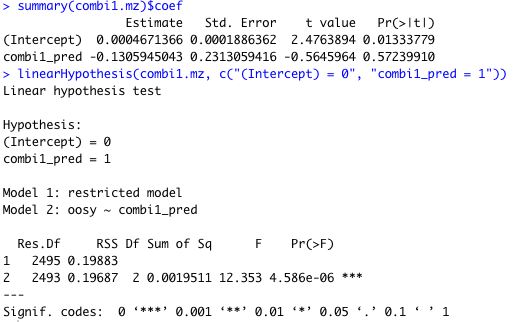 > summary(combi1.mz)$coef
Estimate Std. Error t value Pr(>|t|)
(Intercept) 0.0004671366 0.0001886362 2.4763894 0.01333779
combi1_pred -0.1305945043 0.2313059416 -0.5645964 0.57239910
> linearHypothesis(combi1.mz, c("(Intercept) = 0", "combi1_pred = 1"))
Linear hypothesis test
Hypothesis:
(Intercept) = 0
combi1_pred = 1
Model 1: restricted model
Model 2: oosy ~ combi1_pred
Res.Df RSS Df Sum of Sq F Pr(>F)
1 2495 0.19883
2 2493 0.19687 2 0.0019511 12.353 4.586e-06 ***
---
Signif. codes: 0 ‘***’ 0.001 ‘**’ 0.01 ‘*’ 0.05 ‘.’ 0.1 ‘ ’ 1